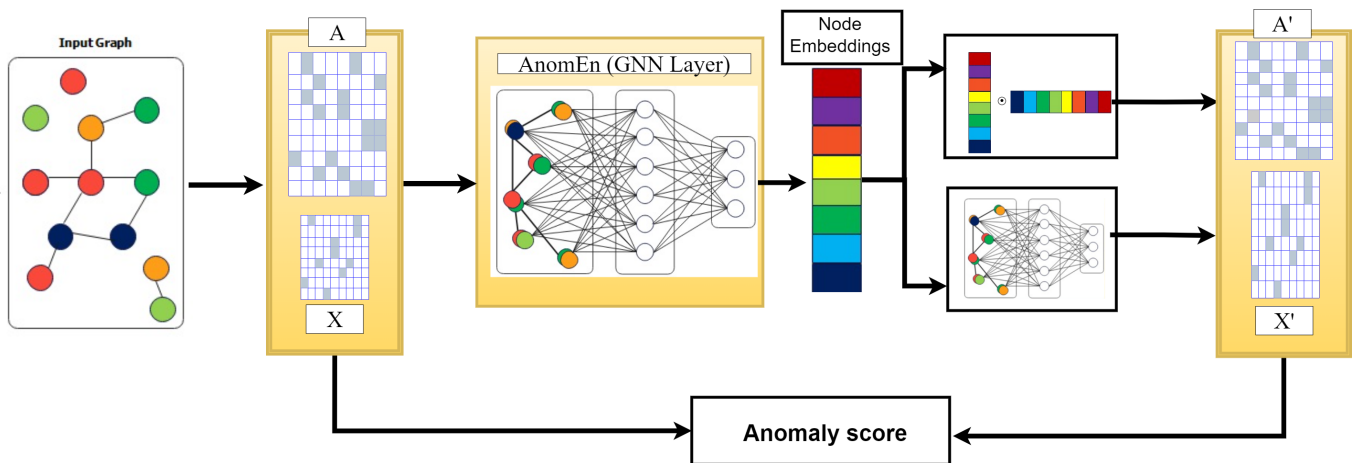 Input Graph
A
X
AnomEn (GNN Layer)
Node
Embeddings
A'
X'
Anomaly score